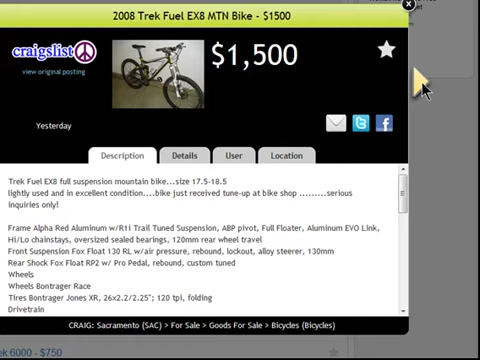 2008 Trek Fuel EX8 MTN Bike - $1500
craigslist
$1,500
view original posting
Yesterday
Description
Details
User
Location
Trek Fuel EX8 full suspension mountain bike...size 17.5-18.5
lightly used and in excellent condition....bike just received tune-up at bike shop .........serious
inquiries only!
Frame Alpha Red Aluminum w/R1i Trail Tuned Suspension, ABP pivot, Full Floater, Aluminum EVO Link,
Hi/Lo chainstays, oversized sealed bearings, 120mm rear wheel travel
Front Suspension Fox Float 130 RL w/air pressure, rebound, lockout, alloy steerer, 130mm
Rear Shock Fox Float RP2 w/ Pro Pedal, rebound, custom tuned
Wheels
Wheels Bontrager Race
Tires Bontrager Jones XR, 26x2.2/2.25"; 120 tpi, folding
Drivetrain
CRAIG: Sacramento (SAC) > For Sale > Goods For Sale > Bicycles (Bicycles)
6000 - $750